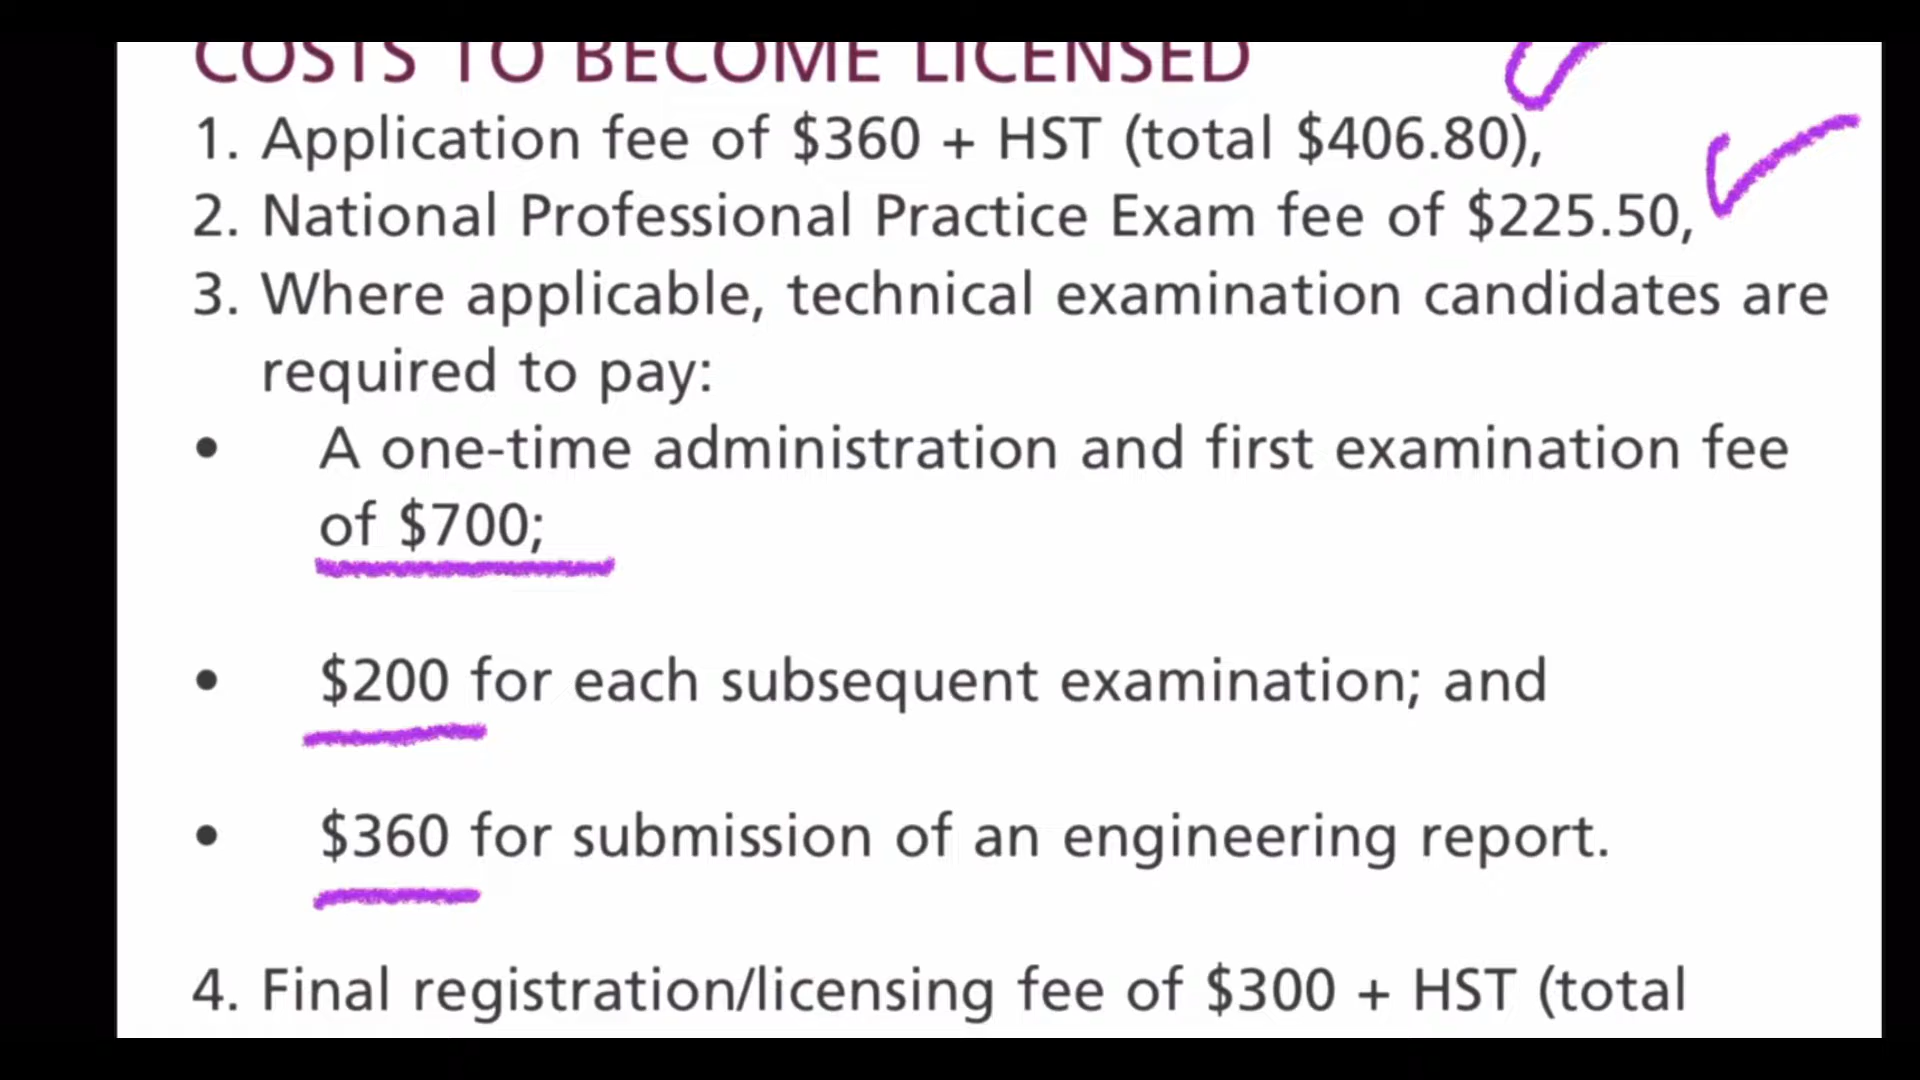 COSTS TO BECOME LICENSED
1. Application fee of $360 + HST (total $406.80),
2. National Professional Practice Exam fee of $225.50,
3. Where applicable, technical examination candidates are
required to pay:
• A one-time administration and first examination fee
of $700;
• $200 for each subsequent examination; and
• $360 for submission of an engineering report.
4. Final registration/licensing fee of $300 + HST (total